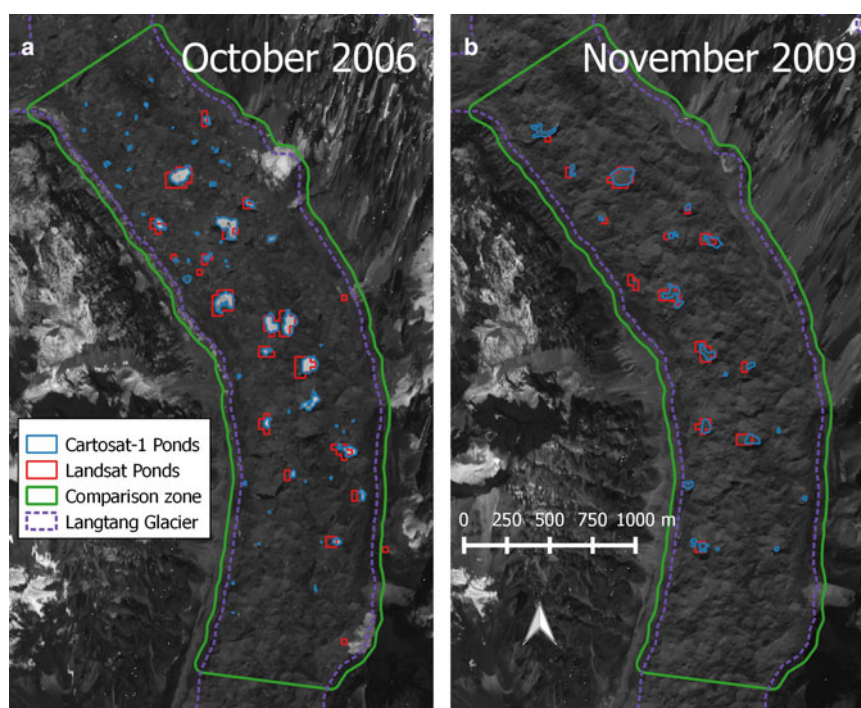 a
October 2006
b
November 2009
Cartosat-1 Ponds
Landsat Ponds
Comparison zone
Langtang Glacier
0 250 500 750 1000 m